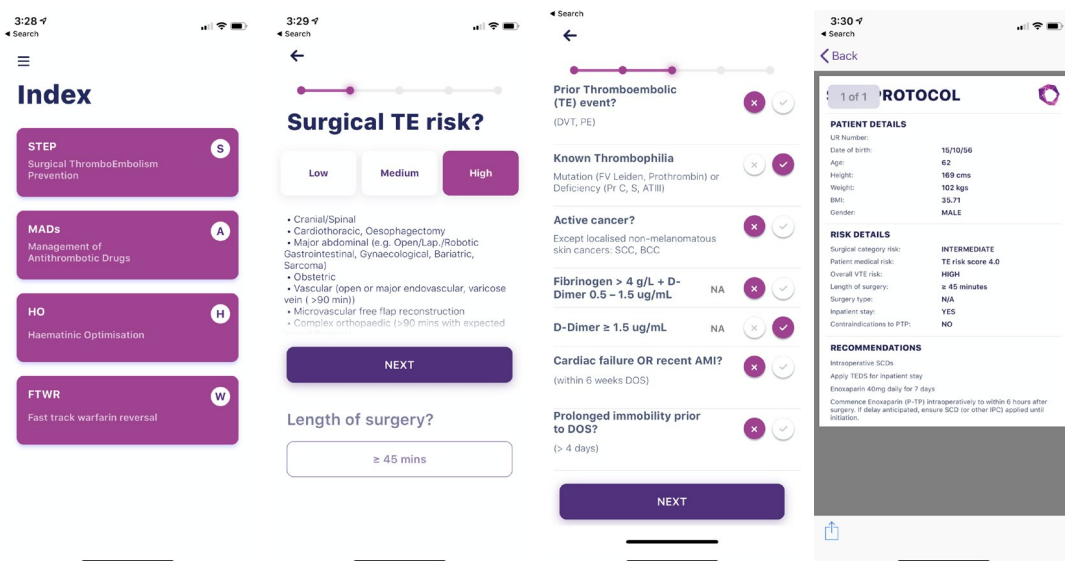 3:28
◄ Search
Index
STEP
S
Surgical ThromboEmbolism
Prevention
MADs
A
Management of
Antithrombotic Drugs
HO
H
Haematinic Optimisation
FTWR
W
Fast track warfarin reversal
3:29
◄ Search
Surgical TE risk?
Low
Medium
High
• Cranial/Spinal
• Cardiothoracic, Oesophagectomy
• Major abdominal (e.g. Open/Lap./Robotic
Gastrointestinal, Gynaecological, Bariatric,
Sarcoma)
• Obstetric
• Vascular (open or major endovascular, varicose
vein ( >90 min))
• Microvascular free flap reconstruction
• Complex orthopaedic (>90 mins with expected
NEXT
Length of surgery?
≥ 45 mins
◄ Search
Prior Thromboembolic
(TE) event?
(DVT, PE)
Known Thrombophilia
Mutation (FV Leiden, Prothrombin) or
Deficiency (Pr C, S, ATIII)
Active cancer?
Except localised non-melanomatous
skin cancers: SCC, BCC
Fibrinogen > 4 g/L + D-
Dimer 0.5 – 1.5 ug/mL
NA
D-Dimer ≥ 1.5 ug/mL
NA
Cardiac failure OR recent AMI?
(within 6 weeks DOS)
Prolonged immobility prior
to DOS?
(> 4 days)
NEXT
3:30
◄ Search
Back
1 of 1
ROTOCOL
PATIENT DETAILS
UR Number:
Date of birth: 15/10/56
Age: 62
Height: 169 cms
Weight: 102 kgs
BMI: 35.71
Gender: MALE
RISK DETAILS
Surgical category risk: INTERMEDIATE
Patient medical risk: TE risk score 4.0
Overall VTE risk: HIGH
Length of surgery: ≥ 45 minutes
Surgery type: N/A
Inpatient stay: YES
Contraindications to PTP: NO
RECOMMENDATIONS
Intraoperative SCDs
Apply TEDS for inpatient stay
Enoxaparin 40mg daily for 7 days
Commence Enoxaparin (P-TP) intraoperatively to within 6 hours after
surgery. If delay anticipated, ensure SCD (or other IPC) applied until
initiation.